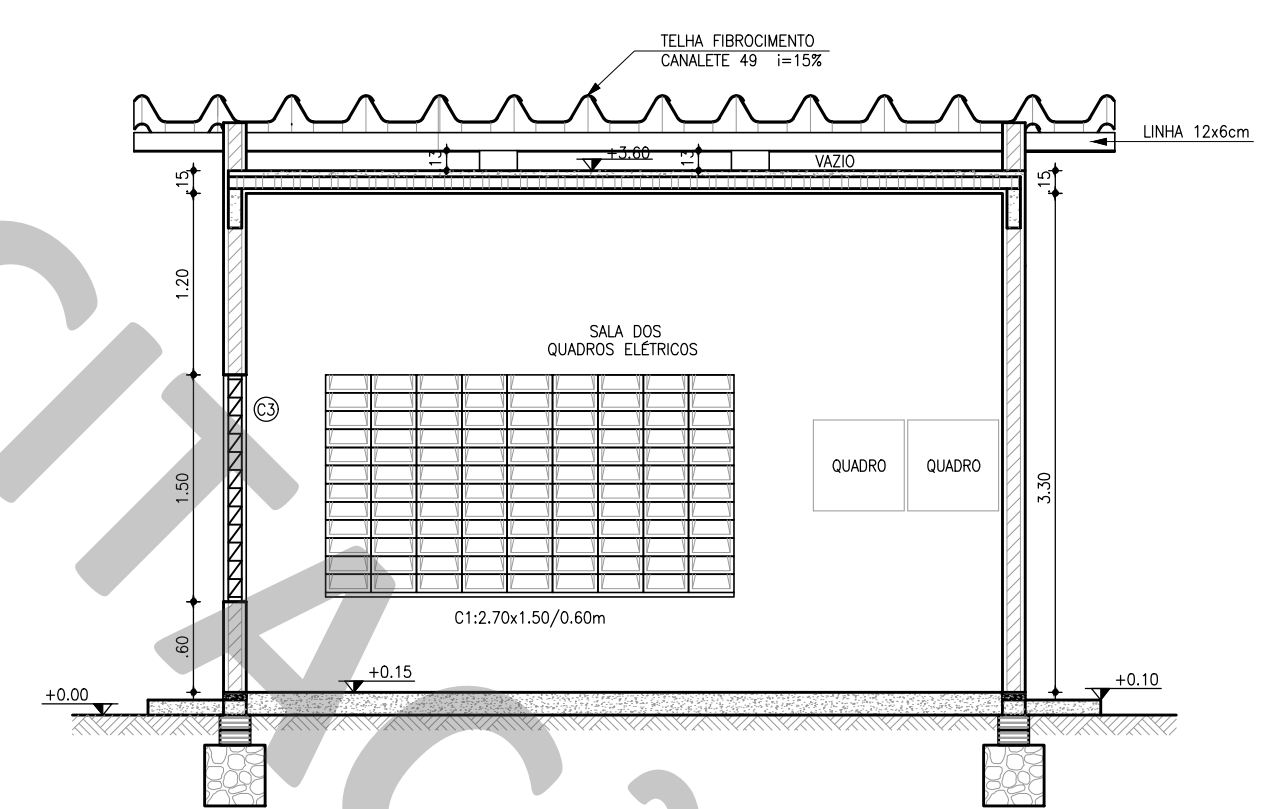 TELHA FIBROCIMENTO
CANALETE 49 i=15%
LINHA 12x6cm
13
+3.60
13
VAZIO
15
15
1.20
SALA DOS
QUADROS ELÉTRICOS
C3
1.50
QUADRO
QUADRO
3.30
C1:2.70x1.50/0.60m
.60
+0.15
+0.00
+0.10